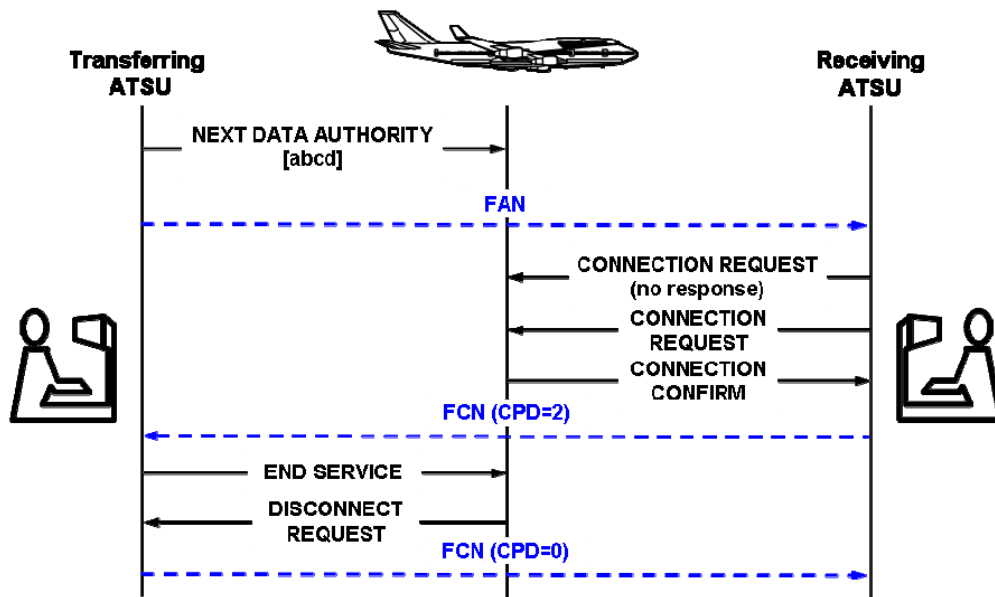 Transferring
ATSU
Receiving
ATSU
NEXT DATA AUTHORITY
[abcd]
FAN
CONNECTION REQUEST
(no response)
CONNECTION
REQUEST
CONNECTION
CONFIRM
FCN (CPD=2)
END SERVICE
DISCONNECT
REQUEST
FCN (CPD=0)